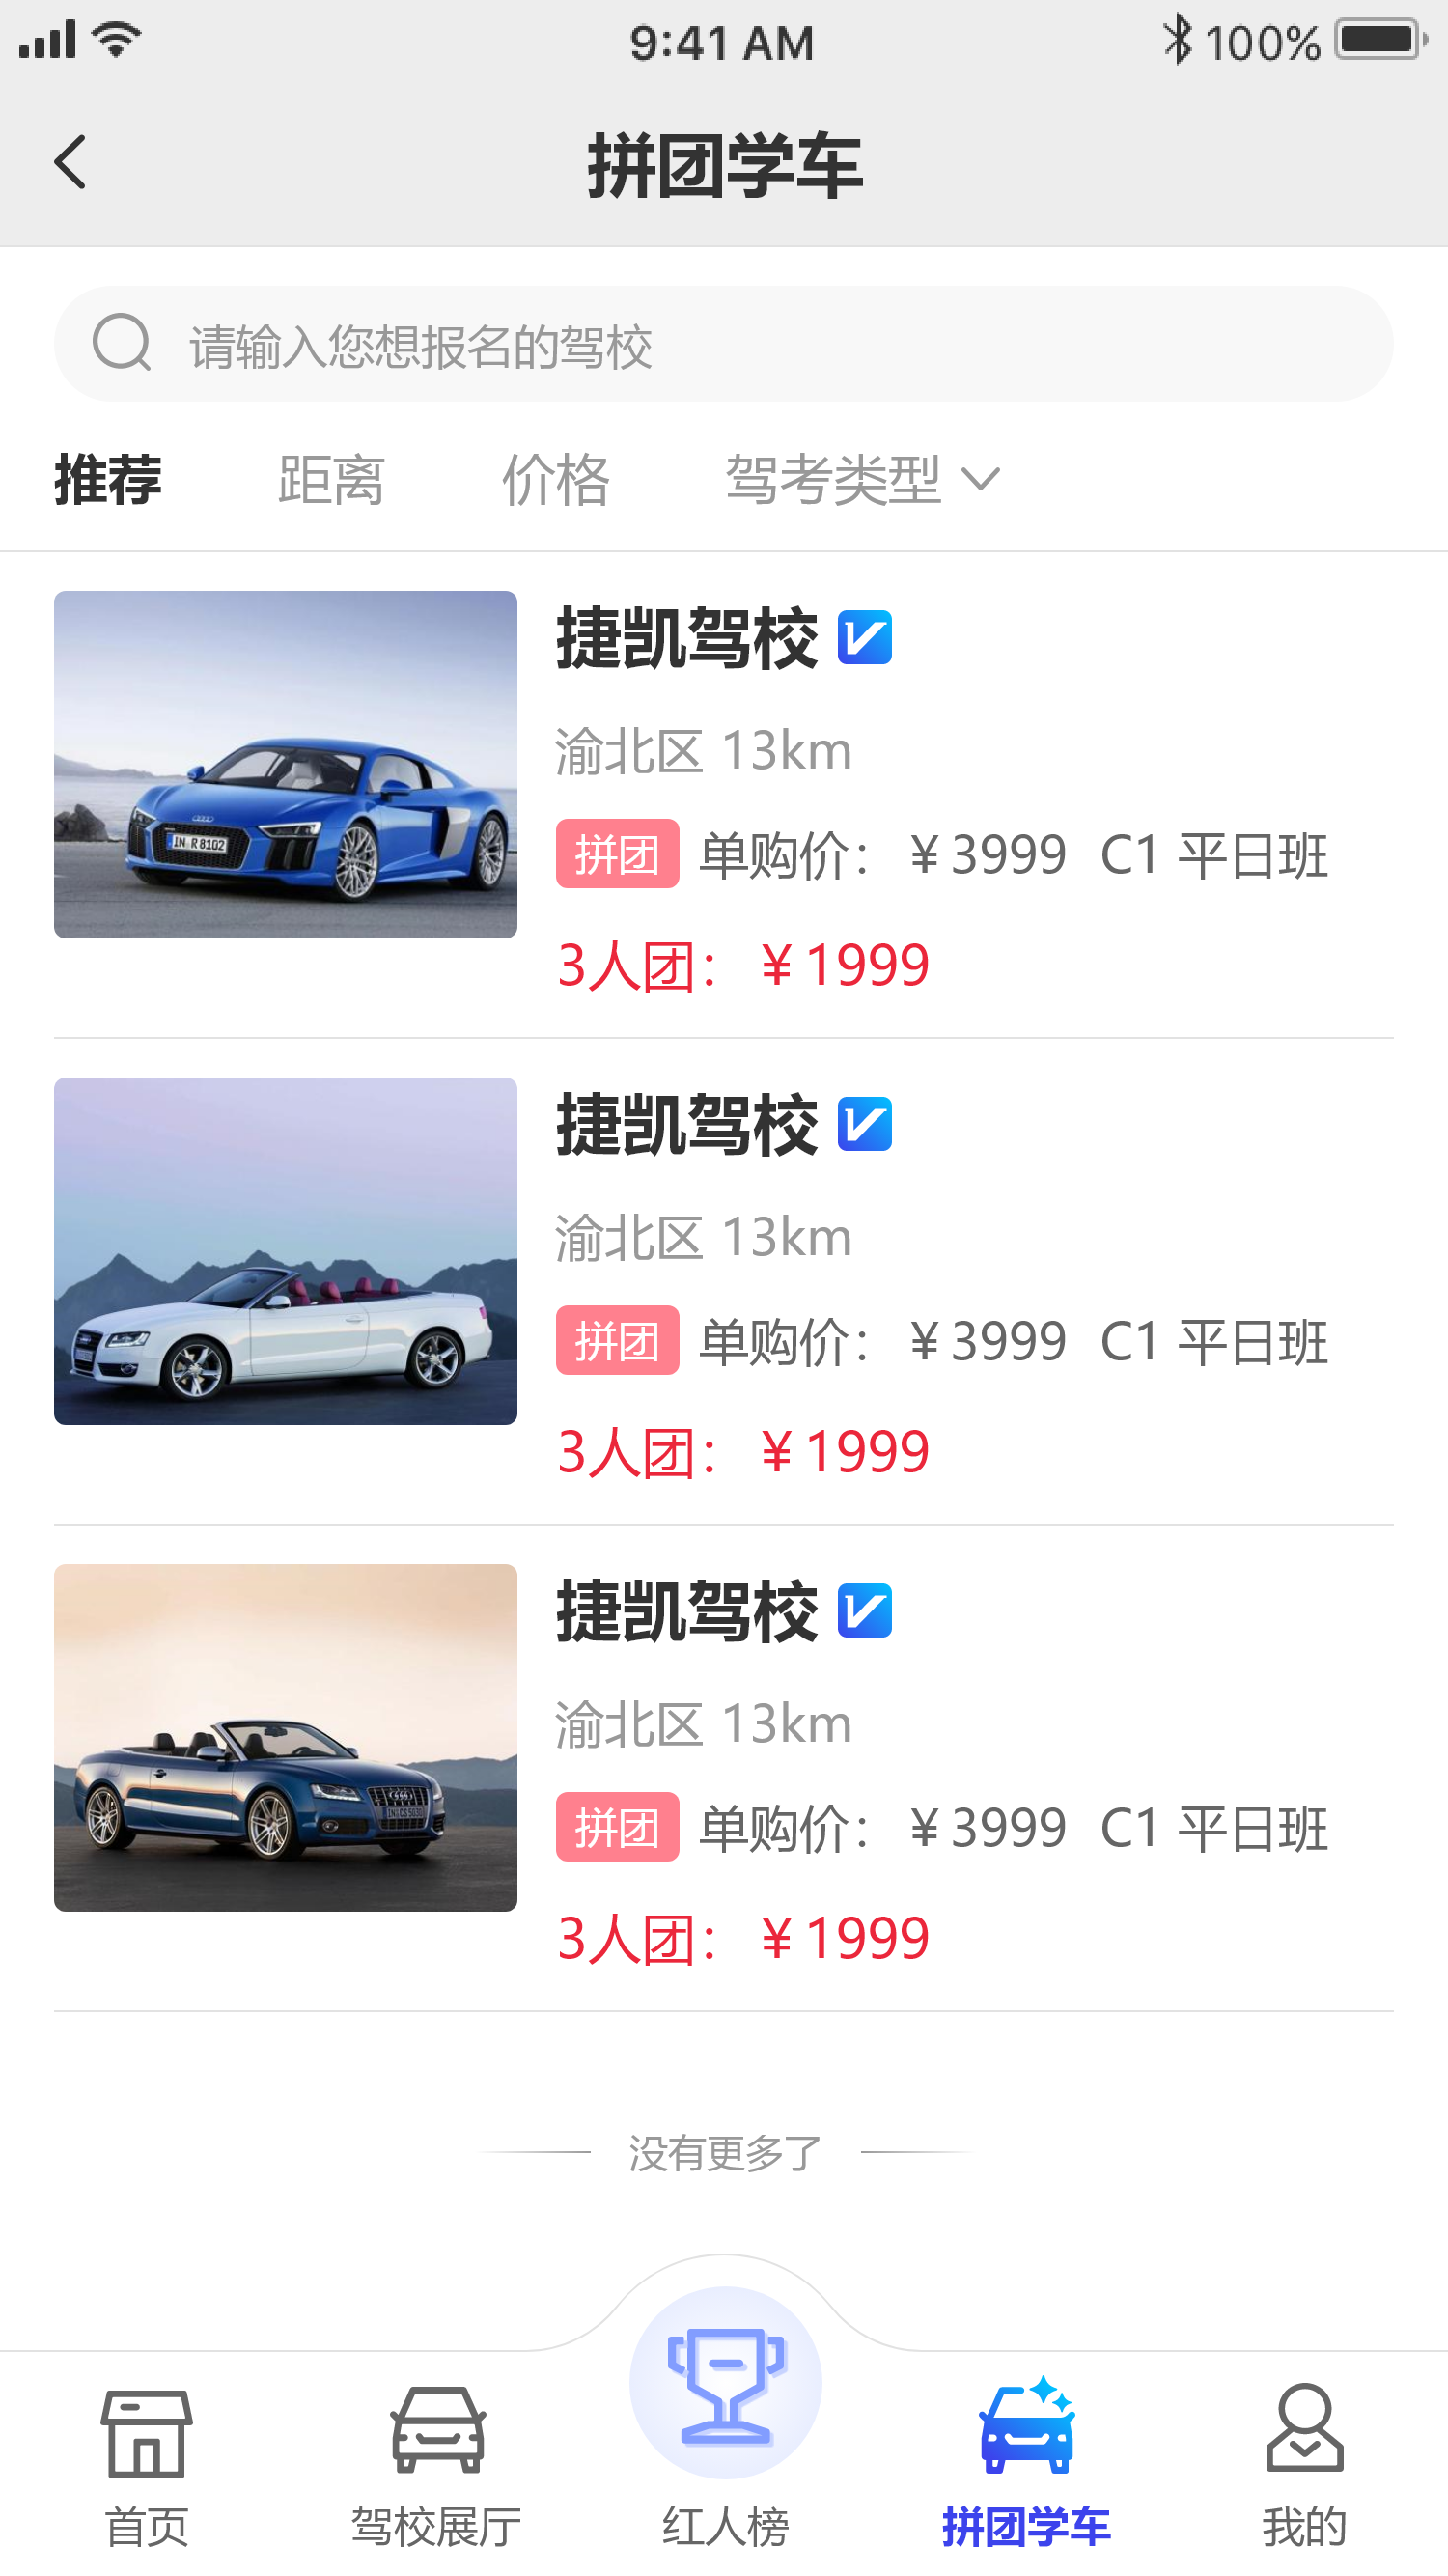 9:41 AM
100%
拼团学车
请输入您想报名的驾校
推荐 距离 价格 驾考类型
捷凯驾校
渝北区 13km
拼团 单购价：￥3999 C1 平日班
3人团：￥1999
IN R 8102
捷凯驾校
渝北区 13km
拼团 单购价：￥3999 C1 平日班
3人团：￥1999
捷凯驾校
渝北区 13km
拼团 单购价：￥3999 C1 平日班
3人团：￥1999
没有更多了
首页 驾校展厅 红人榜 拼团学车 我的